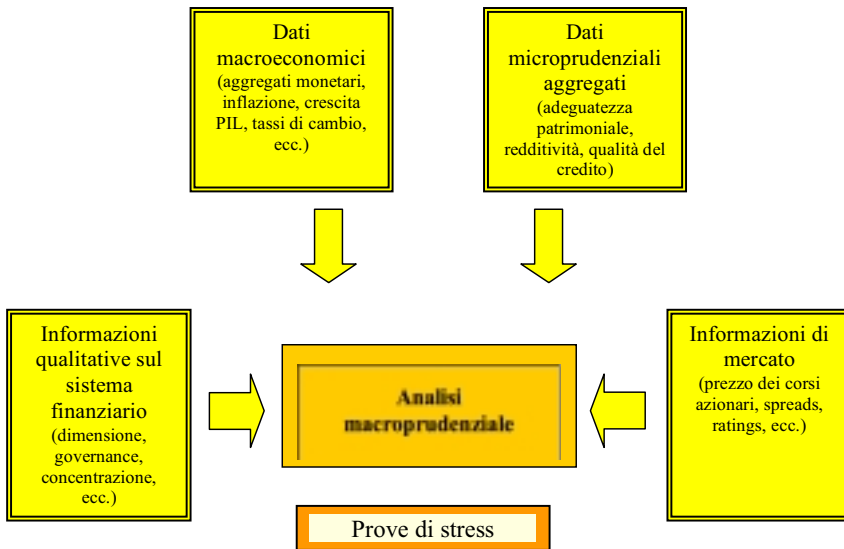 Dati
macroeconomici
(aggregati monetari,
inflazione, crescita
PIL, tassi di cambio,
ecc.)
Dati
microprudenziali
aggregati
(adeguatezza
patrimoniale,
redditività, qualità del
credito)
Informazioni
qualitative sul
sistema
finanziario
(dimensione,
governance,
concentrazione,
ecc.)
Analisi
macroprudenziale
Informazioni di
mercato
(prezzo dei corsi
azionari, spreads,
ratings, ecc.)
Prove di stress